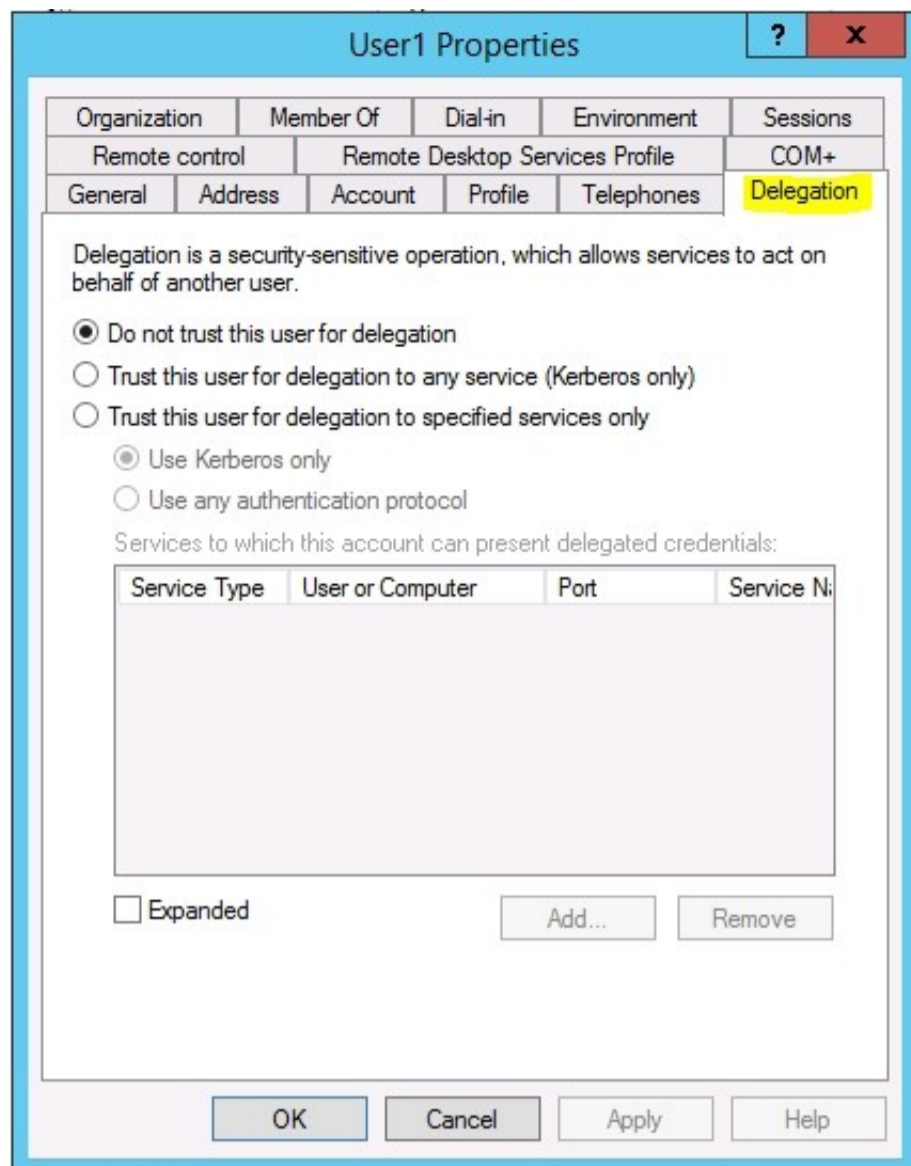 User1 Properties
?
x
Organization
Member Of
Dial-in
Environment
Sessions
Remote control
Remote Desktop Services Profile
COM+
General
Address
Account
Profile
Telephones
Delegation
Delegation is a security-sensitive operation, which allows services to act on
behalf of another user.
Do not trust this user for delegation
Trust this user for delegation to any service (Kerberos only)
Trust this user for delegation to specified services only
Use Kerberos only
Use any authentication protocol
Services to which this account can present delegated credentials:
Service Type
User or Computer
Port
Service N
Expanded
Add...
Remove
OK
Cancel
Apply
Help